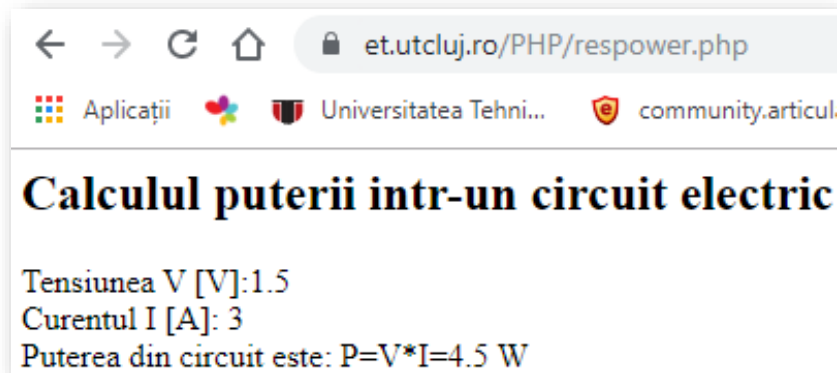 et.utcluj.ro/PHP/respower.php
Aplicații Universitatea Tehni... community.articul
Calculul puterii intr-un circuit electric
Tensiunea V [V]:1.5
Curentul I [A]: 3
Puterea din circuit este: P=V*I=4.5 W